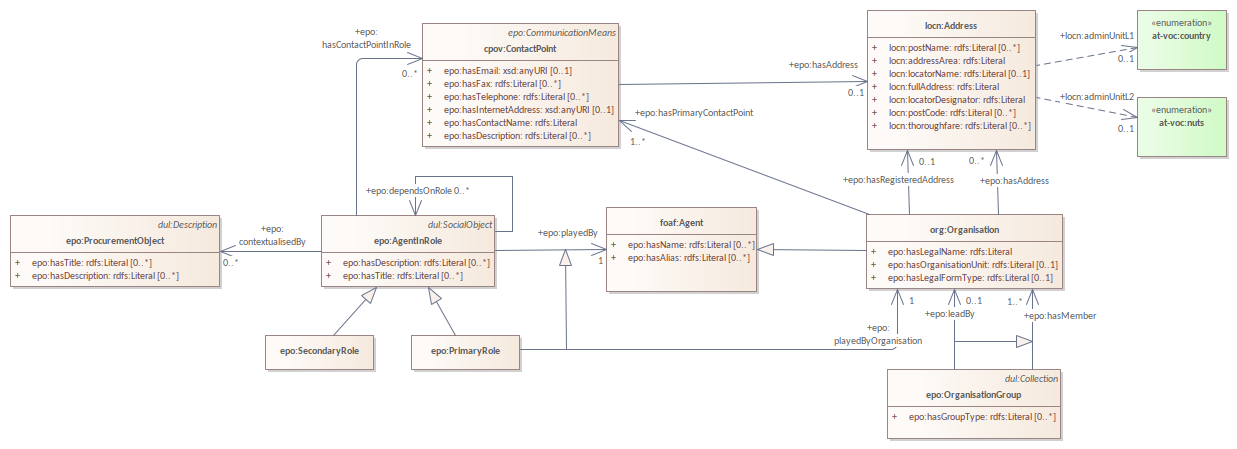 epo:CommunicationMeans
cpov:ContactPoint
+ epo:hasEmail: xsd:anyURI [0..1]
+ epo:hasFax: rdfs:Literal [0..*]
+ epo:hasTelephone: rdfs:Literal [0..*]
+ epo:hasInternetAddress: xsd:anyURI [0..1]
+ epo:hasContactName: rdfs:Literal
+ epo:hasDescription: rdfs:Literal [0..*]
+epo:
hasContactPointInRole
0..*
+epo:hasAddress
0..1
locn:Address
+ locn:postName: rdfs:Literal [0..*]
+ locn:addressArea: rdfs:Literal
+ locn:locatorName: rdfs:Literal [0..1]
+ locn:fullAddress: rdfs:Literal
+ locn:locatorDesignator: rdfs:Literal
+ locn:postCode: rdfs:Literal [0..*]
+ locn:thoroughfare: rdfs:Literal [0..*]
+locn:adminUnitL1
0..1
«enumeration»
at-voc:country
+locn:adminUnitL2
0..1
«enumeration»
at-voc:nuts
+epo:hasPrimaryContactPoint
1..*
0..1
+epo:hasRegisteredAddress
0..*
+epo:hasAddress
dul:Description
epo:ProcurementObject
+ epo:hasTitle: rdfs:Literal [0..*]
+ epo:hasDescription: rdfs:Literal [0..*]
+epo:
contextualisedBy
0..*
+epo:dependsOnRole 0..*
dul:SocialObject
epo:AgentInRole
+ epo:hasDescription: rdfs:Literal [0..*]
+ epo:hasTitle: rdfs:Literal [0..*]
+epo:playedBy
1
foaf:Agent
+ epo:hasName: rdfs:Literal [0..*]
+ epo:hasAlias: rdfs:Literal [0..*]
org:Organisation
+ epo:hasLegalName: rdfs:Literal
+ epo:hasOrganisationUnit: rdfs:Literal [0..1]
+ epo:hasLegalFormType: rdfs:Literal [0..1]
epo:SecondaryRole
epo:PrimaryRole
1
+epo:
playedByOrganisation
0..1
+epo:leadBy
1..*
+epo:hasMember
dul:Collection
epo:OrganisationGroup
+ epo:hasGroupType: rdfs:Literal [0..*]